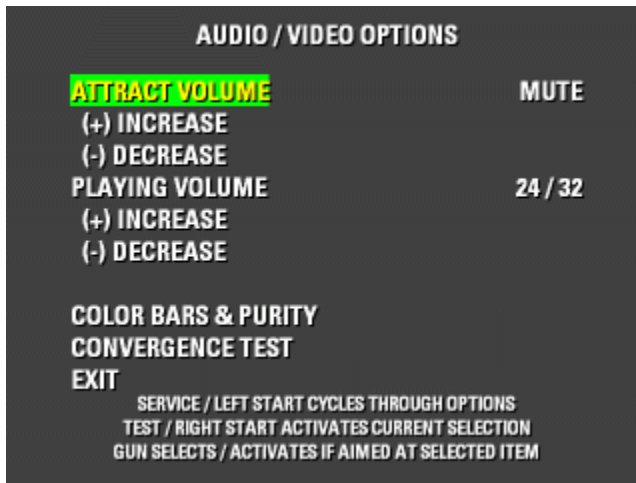 AUDIO / VIDEO OPTIONS
ATTRACT VOLUME MUTE
(+) INCREASE
(-) DECREASE
PLAYING VOLUME 24 / 32
(+) INCREASE
(-) DECREASE
COLOR BARS & PURITY
CONVERGENCE TEST
EXIT
SERVICE / LEFT START CYCLES THROUGH OPTIONS
TEST / RIGHT START ACTIVATES CURRENT SELECTION
GUN SELECTS / ACTIVATES IF AIMED AT SELECTED ITEM